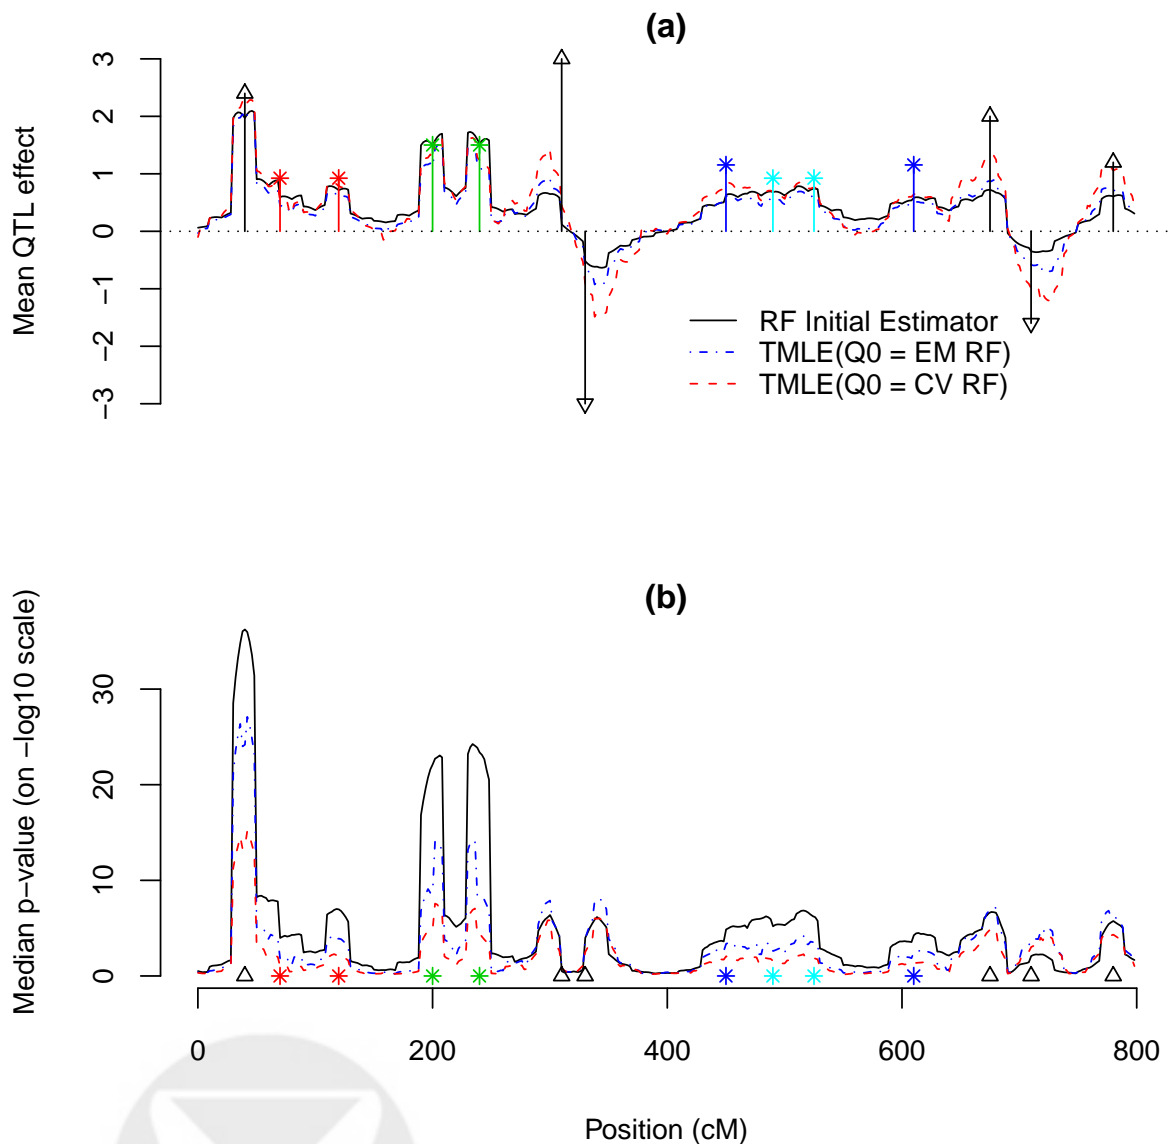 (a)
Mean QTL effect
3
2
1
0
−1
−2
−3
RF Initial Estimator
TMLE(Q0 = EM RF)
TMLE(Q0 = CV RF)
(b)
Median p−value (on −log10 scale)
30
20
10
0
0 200 400 600 800
Position (cM)